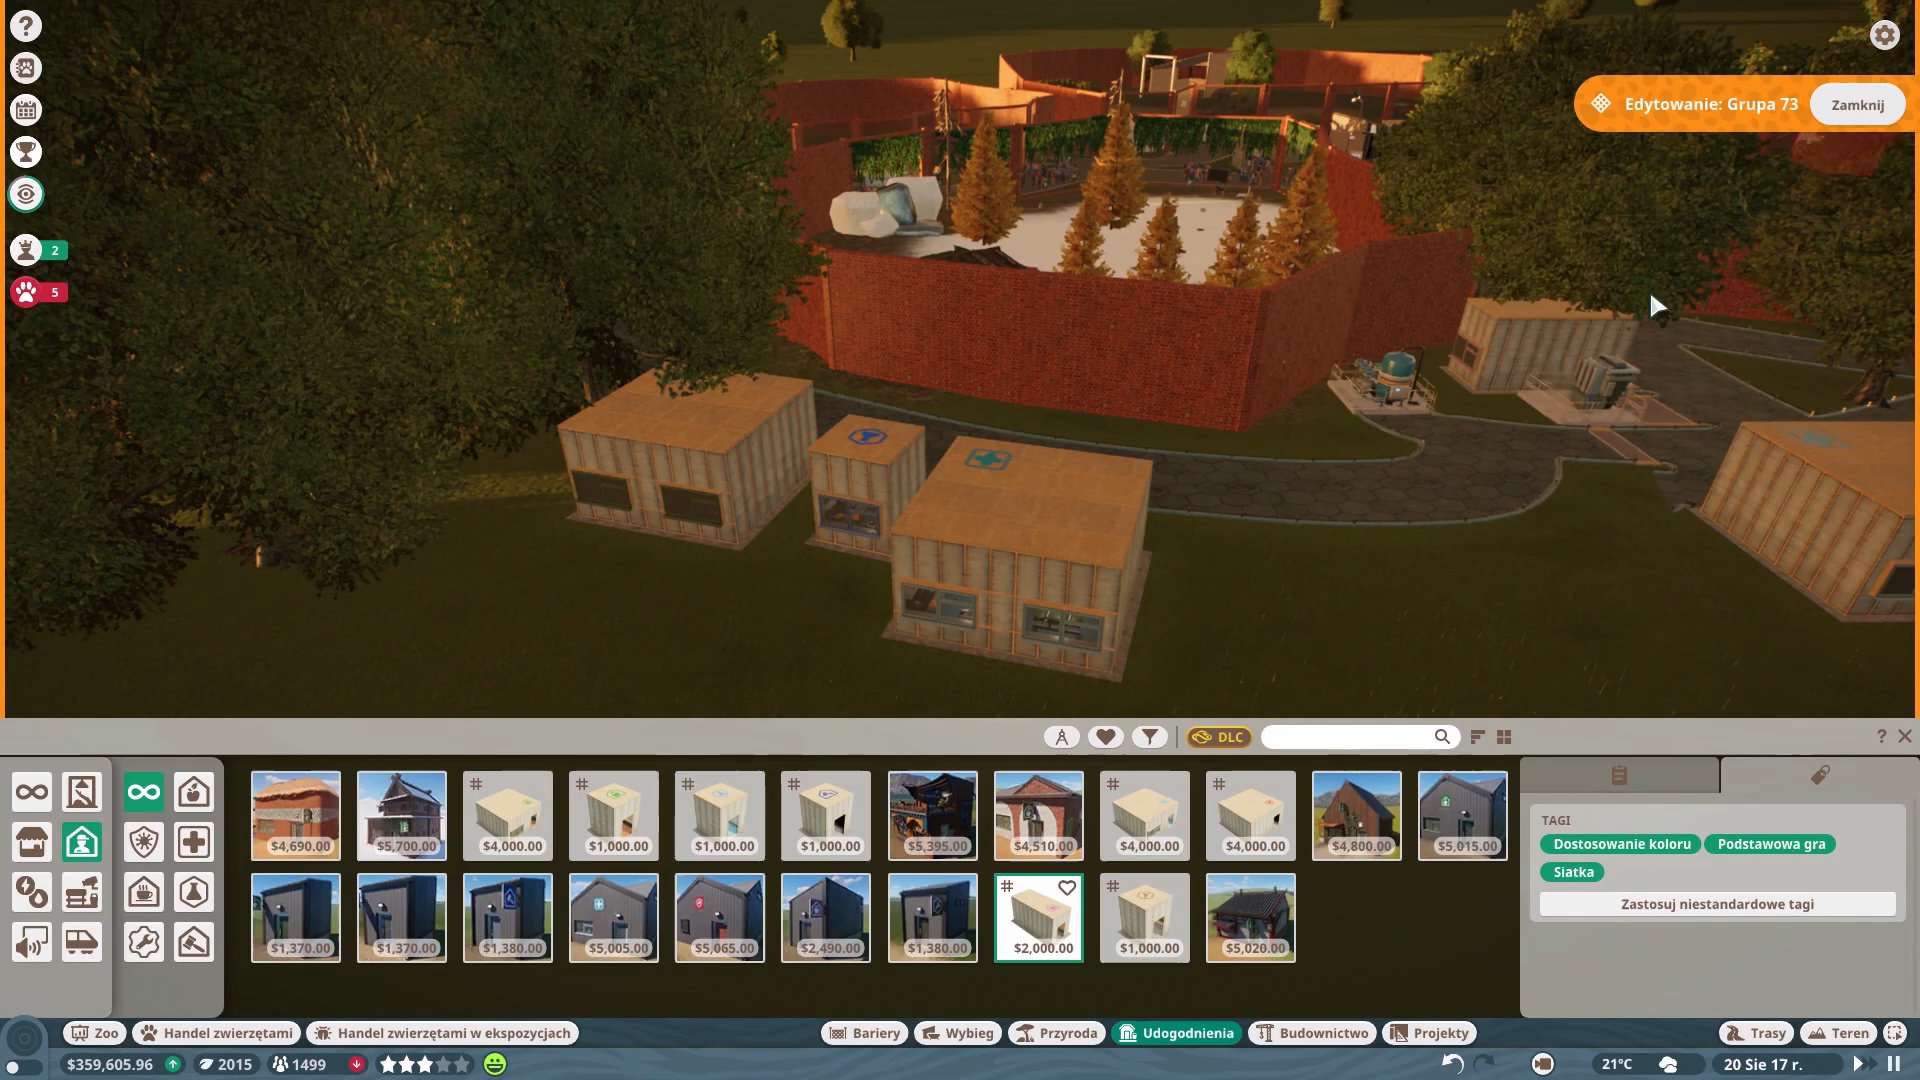 ?
Edytowanie: Grupa 73
Zamknij
2
5
DLC
?
$4,690.00
$5,700.00
$4,000.00
$1,000.00
$1,000.00
$1,000.00
$5,395.00
$4,510.00
$4,000.00
$4,000.00
$4,800.00
$5,015.00
$1,370.00
$1,370.00
$1,380.00
$5,005.00
$5,065.00
$2,490.00
$1,380.00
$2,000.00
$1,000.00
$5,020.00
TAGI
Dostosowanie koloru
Podstawowa gra
Siatka
Zastosuj niestandardowe tagi
Zoo
Handel zwierzętami
Handel zwierzętami w ekspozycjach
Bariery
Wybieg
Przyroda
Udogodnienia
Budownictwo
Projekty
Trasy
Teren
$359,605.96
2015
1499
21°C
20 Sie 17 r.